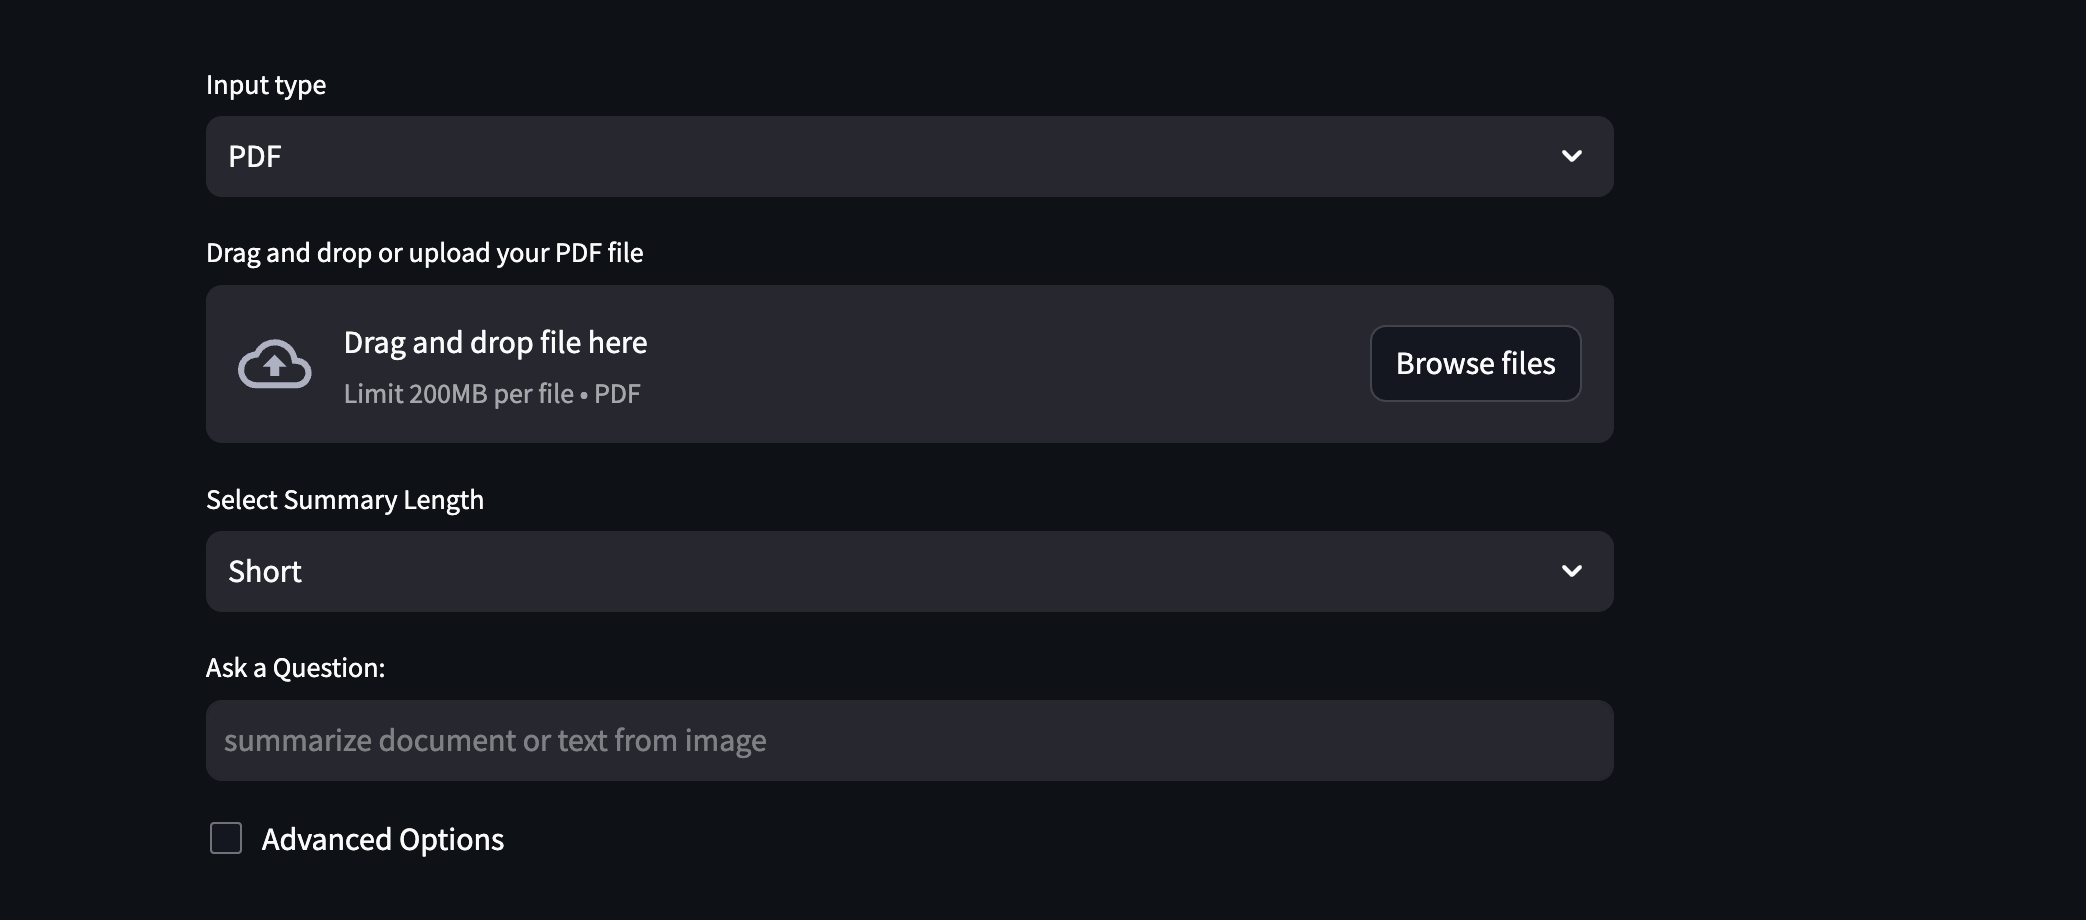 Input type
PDF
Drag and drop or upload your PDF file
Drag and drop file here
Limit 200MB per file • PDF
Browse files
Select Summary Length
Short
Ask a Question:
summarize document or text from image
Advanced Options